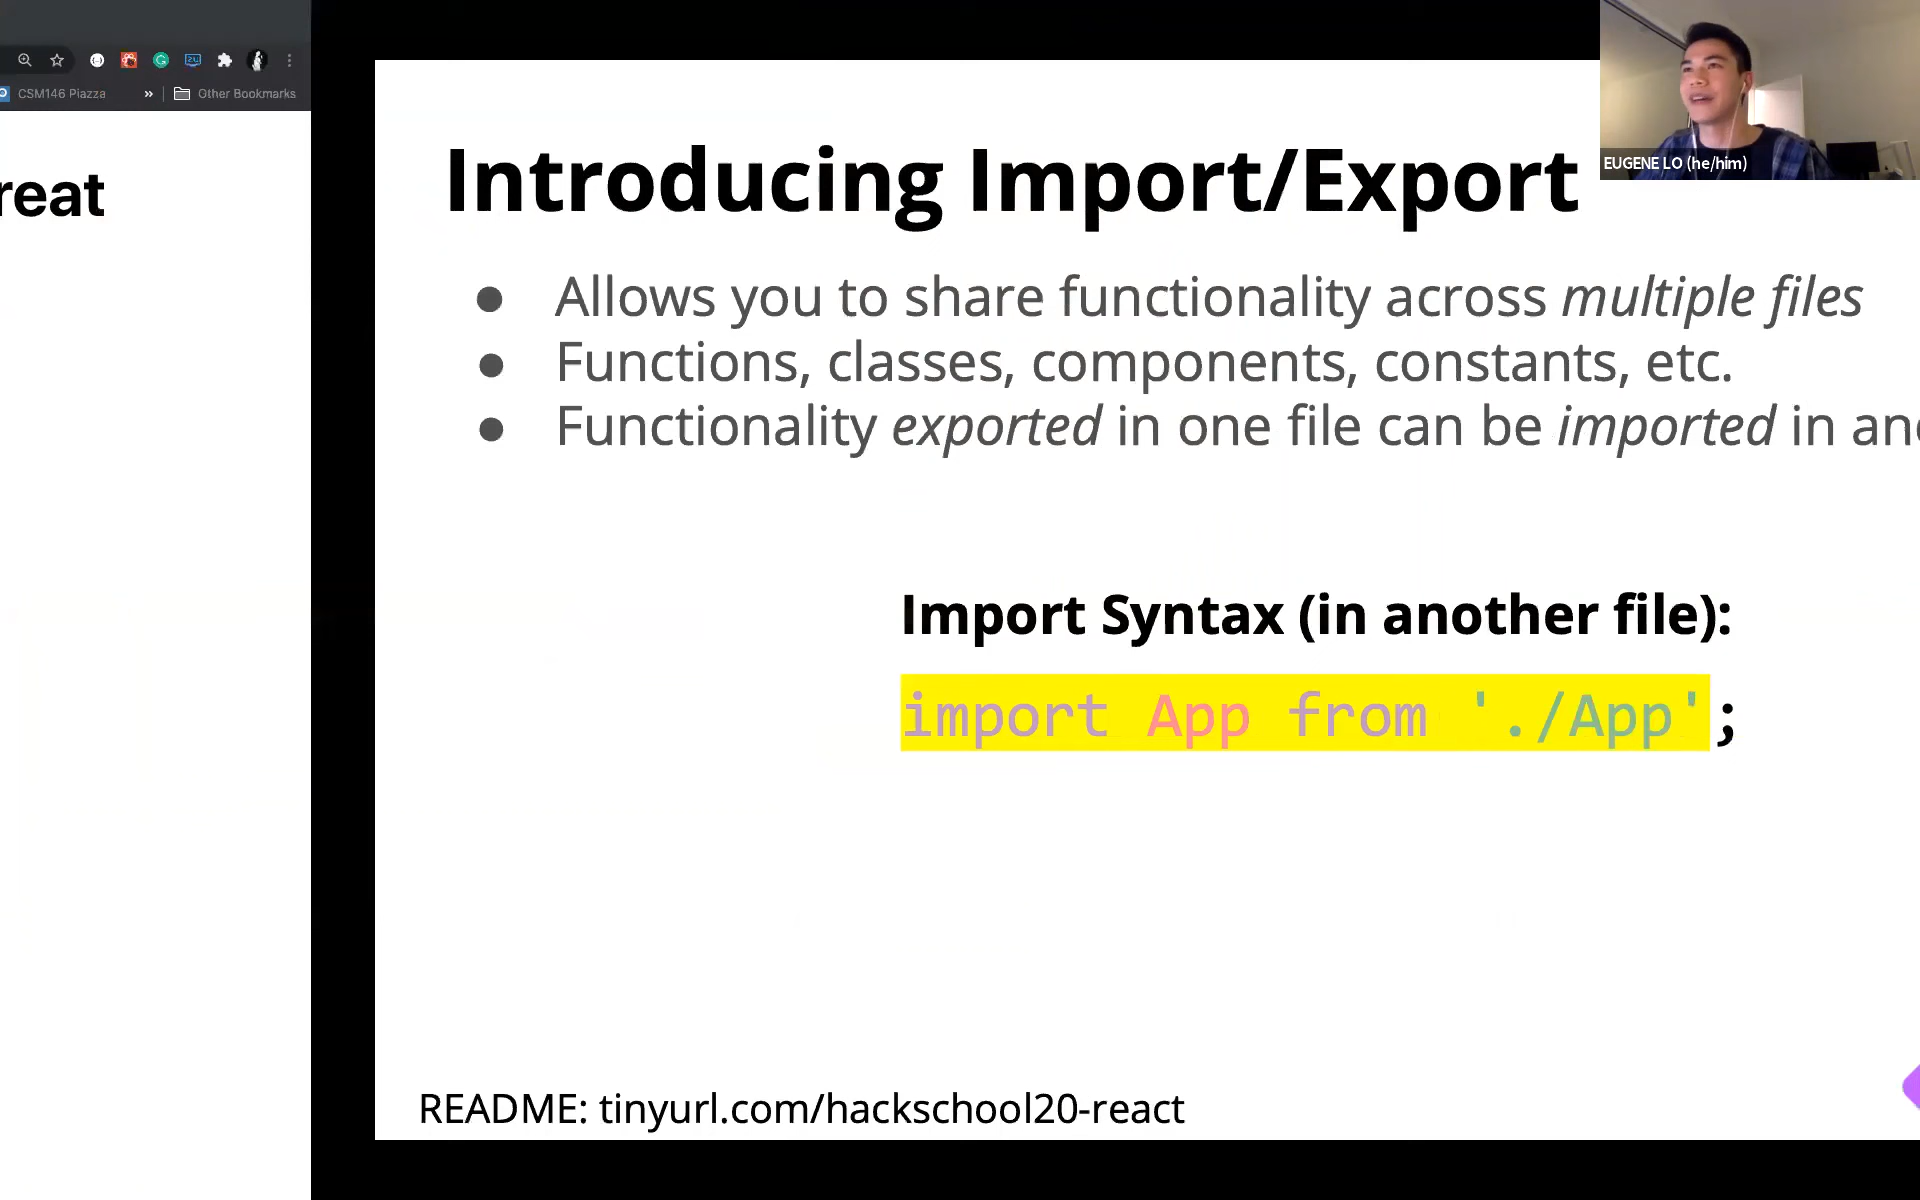 CSM146 Piazza
» Other Bookmarks
reat
EUGENE LO (he/him)
Introducing Import/Export
● Allows you to share functionality across multiple files
● Functions, classes, components, constants, etc.
● Functionality exported in one file can be imported in an
Import Syntax (in another file):
import App from './App';
README: tinyurl.com/hackschool20-react